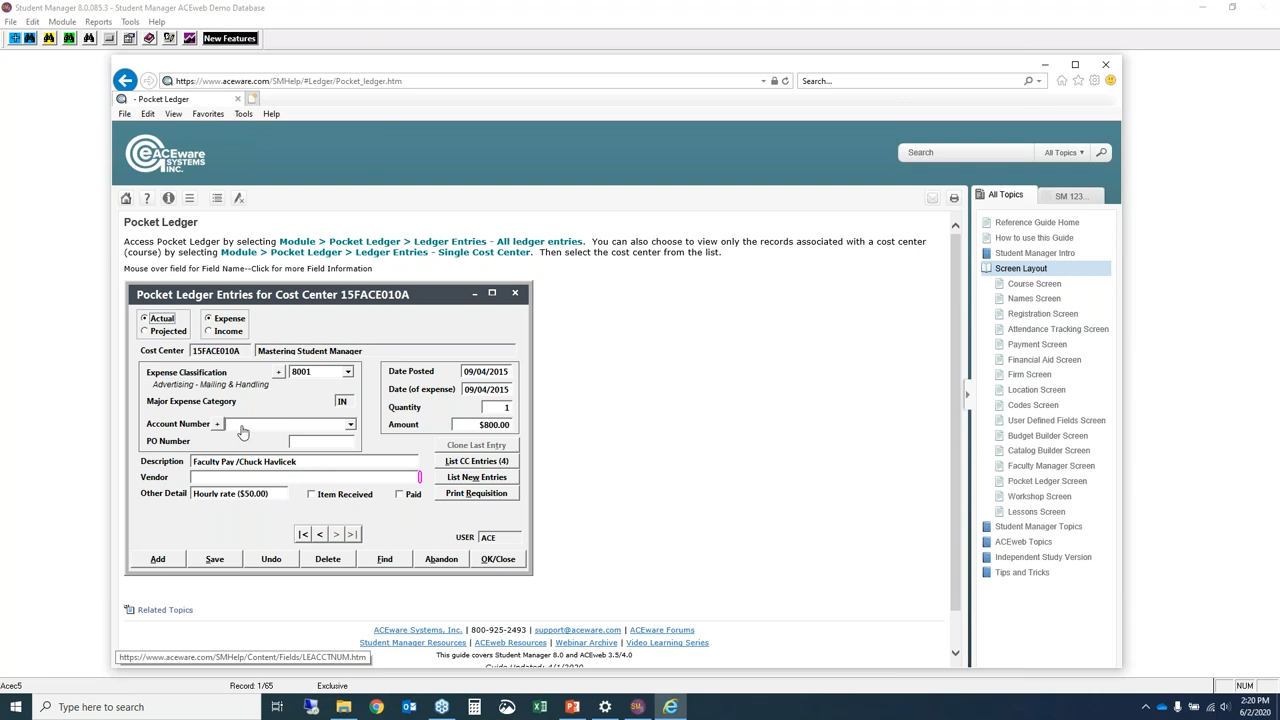 Student Manager 8.0.085.3 - Student Manager ACEweb Demo Database
File Edit Module Reports Tools Help
New Features
https://www.aceware.com/SMHelp/#Ledger/Pocket_ledger.htm
Search...
- Pocket Ledger
File Edit View Favorites Tools Help
eACEware SYSTEMS INC.
Search All Topics
All Topics SM 123...
Pocket Ledger
Access Pocket Ledger by selecting Module > Pocket Ledger > Ledger Entries - All ledger entries. You can also choose to view only the records associated with a cost center
(course) by selecting Module > Pocket Ledger > Ledger Entries - Single Cost Center. Then select the cost center from the list.
Mouse over field for Field Name--Click for more Field Information
Pocket Ledger Entries for Cost Center 15FACE010A
Actual Expense
Projected Income
Cost Center 15FACE010A Mastering Student Manager
Expense Classification + 8001
Advertising - Mailing & Handling
Major Expense Category IN
Account Number +
PO Number
Date Posted 09/04/2015
Date (of expense) 09/04/2015
Quantity 1
Amount $800.00
Clone Last Entry
Description Faculty Pay /Chuck Havlicek List CC Entries (4)
Vendor List New Entries
Other Detail Hourly rate ($50.00) Item Received Paid Print Requisition
|< < > >| USER ACE
Add Save Undo Delete Find Abandon OK/Close
Related Topics
ACEware Systems, Inc. | 800-925-2493 | support@aceware.com | ACEware Forums
Student Manager Resources | ACEweb Resources | Webinar Archive | Video Learning Series
This guide covers Student Manager 8.0 and ACEweb 3.5/4.0
Guide Updated: 4/1/2020
https://www.aceware.com/SMHelp/Content/Fields/LEACCTNUM.htm
Reference Guide Home
How to use this Guide
Student Manager Intro
Screen Layout
Course Screen
Names Screen
Registration Screen
Attendance Tracking Screen
Payment Screen
Financial Aid Screen
Firm Screen
Location Screen
Codes Screen
User Defined Fields Screen
Budget Builder Screen
Catalog Builder Screen
Faculty Manager Screen
Pocket Ledger Screen
Workshop Screen
Lessons Screen
Student Manager Topics
ACEweb Topics
Independent Study Version
Tips and Tricks
Acec5 Record: 1/65 Exclusive NUM
Type here to search
2:20 PM
6/2/2020